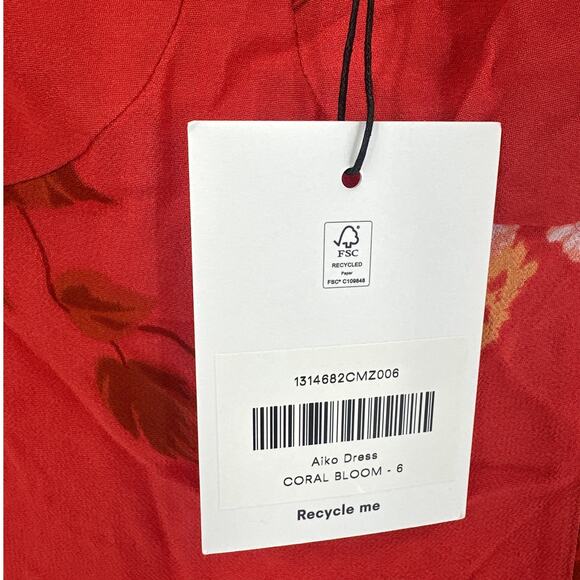 FSC
RECYCLED
Paper
FSC® C109848
1314682CMZ006
Aiko Dress
CORAL BLOOM - 6
Recycle me